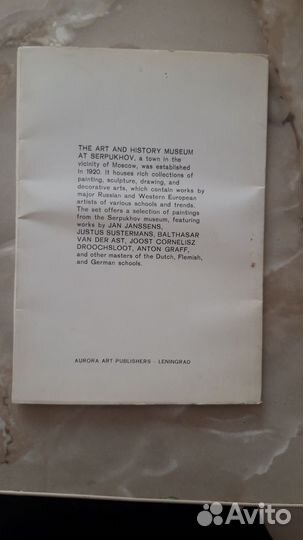 THE ART AND HISTORY MUSEUM
AT SERPUKHOV, a town in the
vicinity of Moscow, was established
in 1920. It houses rich collections of
painting, sculpture, drawing, and
decorative arts, which contain works by
major Russian and Western European
artists of various schools and trends.
The set offers a selection of paintings
from the Serpukhov museum, featuring
works by JAN JANSSENS,
JUSTUS SUSTERMANS, BALTHASAR
VAN DER AST, JOOST CORNELISZ
DROOCHSLOOT, ANTON GRAFF,
and other masters of the Dutch, Flemish,
and German schools.
AURORA ART PUBLISHERS · LENINGRAD
Avito